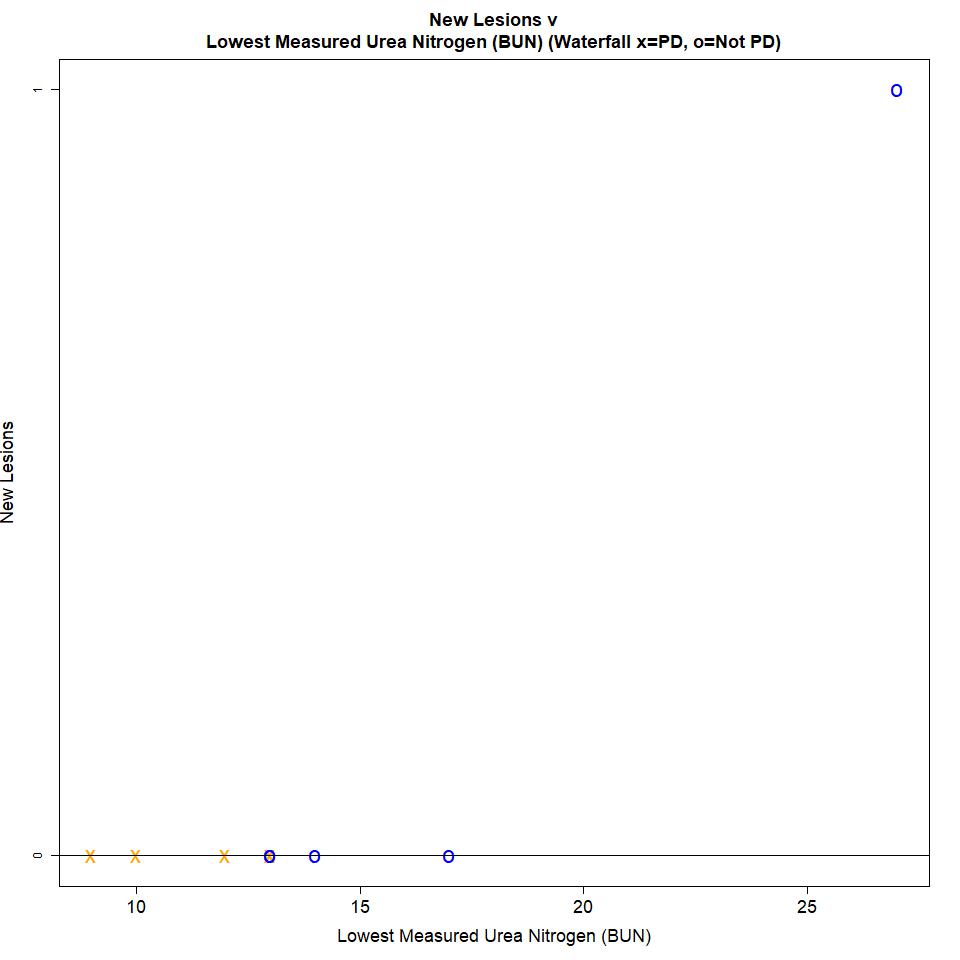 New Lesions v
Lowest Measured Urea Nitrogen (BUN) (Waterfall x=PD, o=Not PD)
1
o
New Lesions
0
x x x x o o o
10 15 20 25
Lowest Measured Urea Nitrogen (BUN)